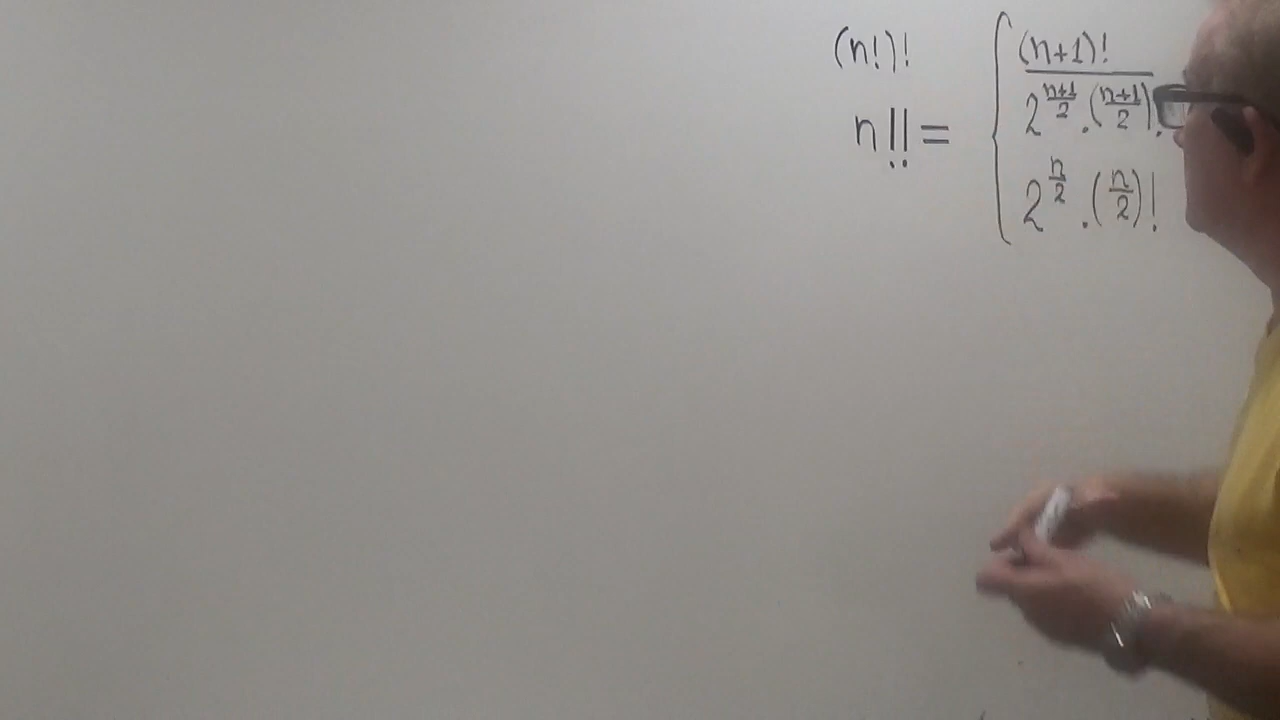 (n!)!
n!! = { (n+1)! / 2^((n+1)/2) . ((n+1)/2)
2^(n/2) . (n/2)!